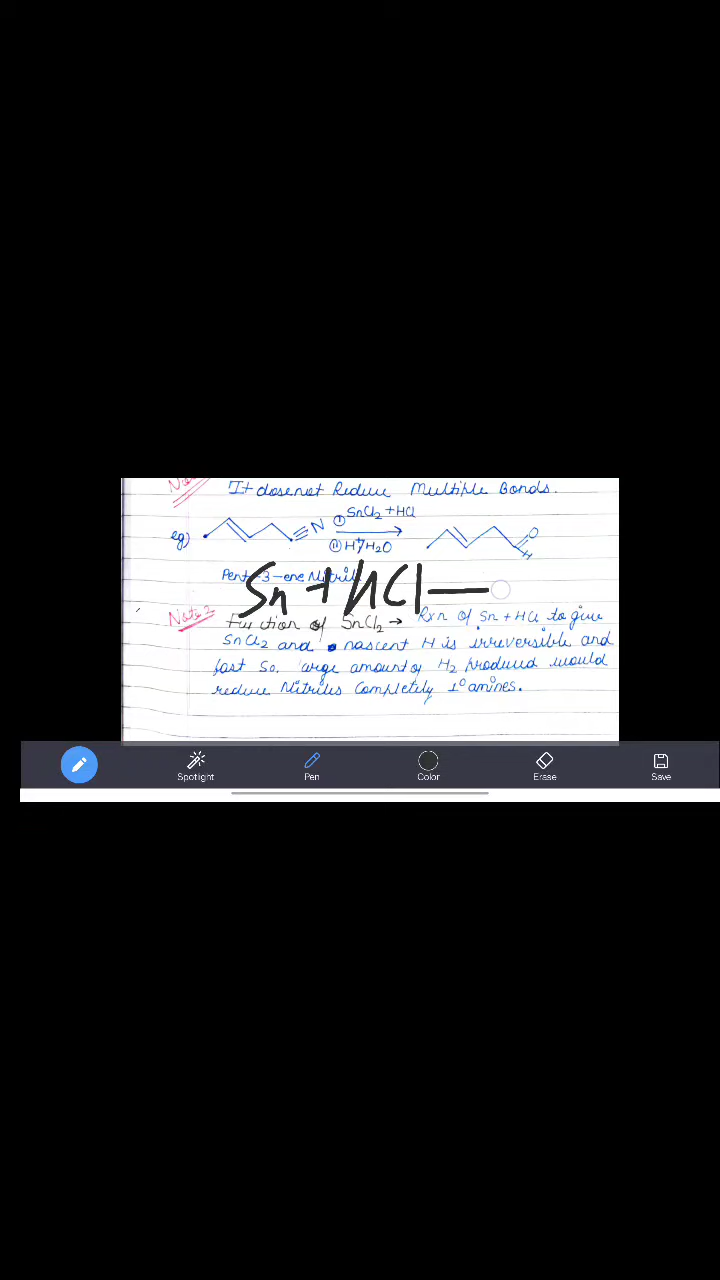 It dose not Reduce Multiple Bonds.
eg) ≡N ① SnCl2 + HCl
② H+/H2O
O
H
Pent-3-ene Nitrile
Sn + HCl —
Note 2
Function of SnCl2 → Rxn of Sn + HCl to give
SnCl2 and nascent H is irreversible and
fast So, large amount of H2 produced would
reduce Nitriles Completely 1° amines.
Spotlight
Pen
Color
Erase
Save